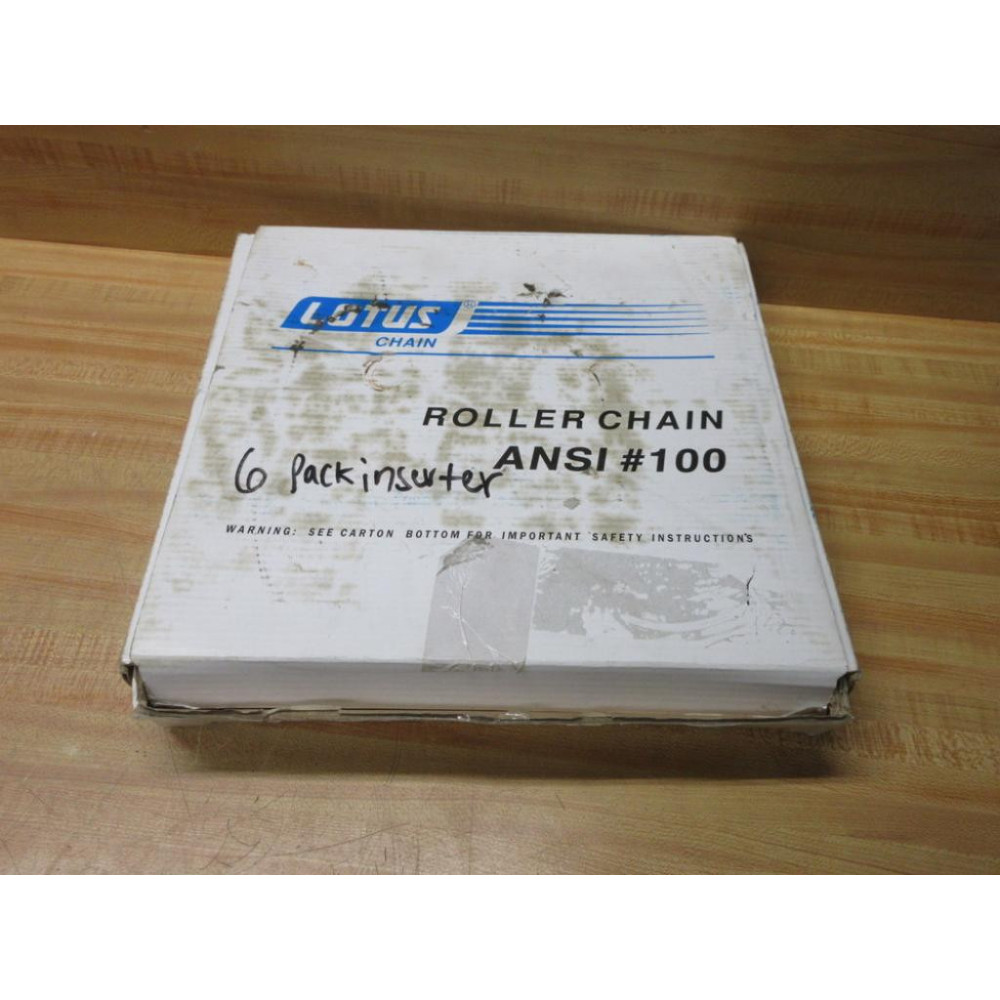 LOTUS®
CHAIN
ROLLER CHAIN
ANSI #100
6 Pack inserter
WARNING: SEE CARTON BOTTOM FOR IMPORTANT SAFETY INSTRUCTIONS